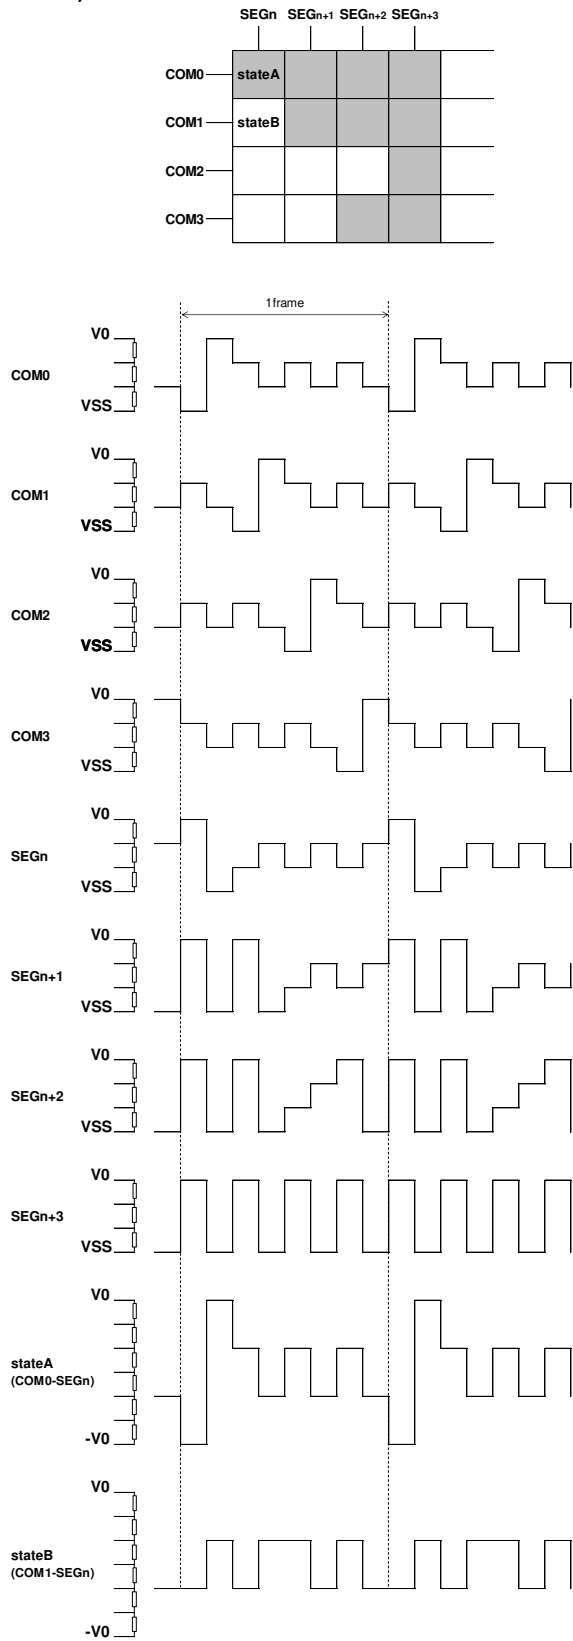 SEGn SEGn+1 SEGn+2 SEGn+3
COM0 stateA
COM1 stateB
COM2
COM3
1frame
V0
COM0
VSS
V0
COM1
VSS
V0
COM2
VSS
V0
COM3
VSS
V0
SEGn
VSS
V0
SEGn+1
VSS
V0
SEGn+2
VSS
V0
SEGn+3
VSS
V0
stateA
(COM0-SEGn)
-V0
V0
stateB
(COM1-SEGn)
-V0